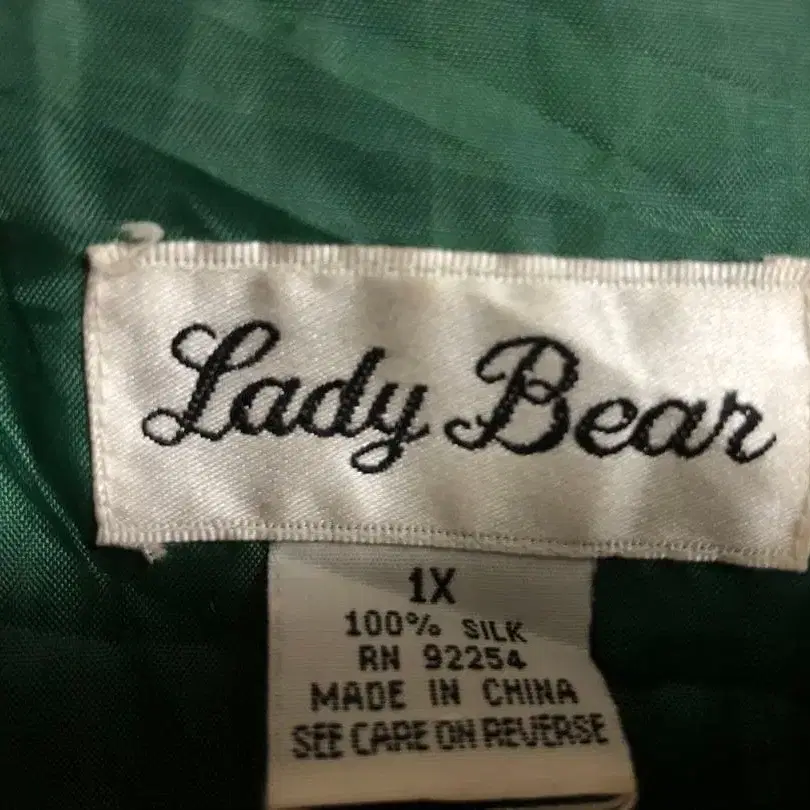 Lady Bear
1X
100% SILK
RN 92254
MADE IN CHINA
SEE CARE ON REVERSE